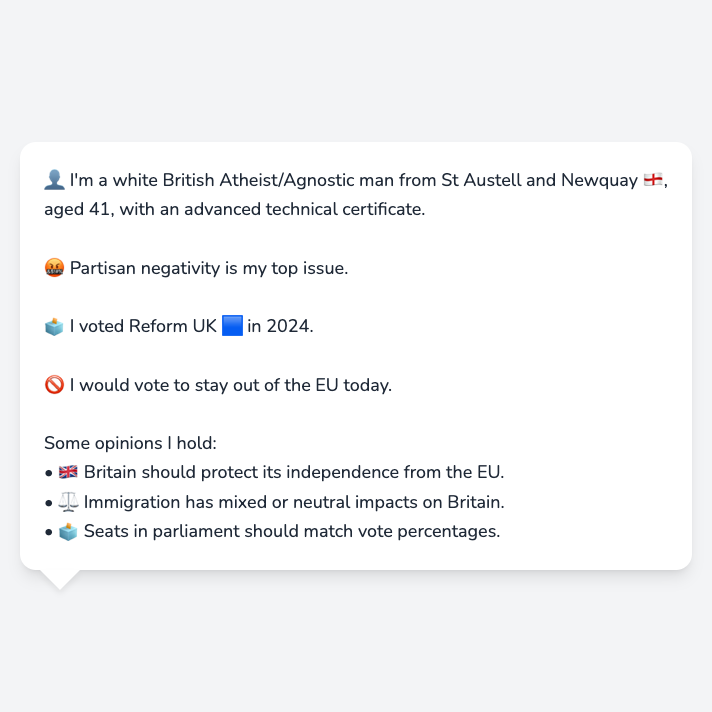 👤 I'm a white British Atheist/Agnostic man from St Austell and Newquay 🏴󠁧󠁢󠁥󠁮󠁧󠁿,
aged 41, with an advanced technical certificate.
🤬 Partisan negativity is my top issue.
🗳️ I voted Reform UK 🟦 in 2024.
🚫 I would vote to stay out of the EU today.
Some opinions I hold:
• 🇬🇧 Britain should protect its independence from the EU.
• ⚖️ Immigration has mixed or neutral impacts on Britain.
• 🗳️ Seats in parliament should match vote percentages.